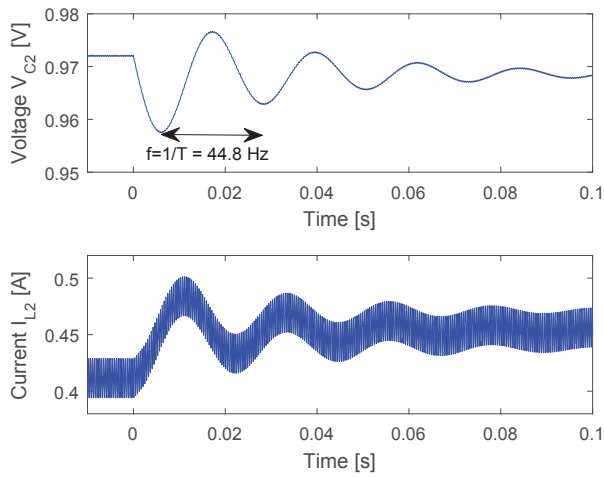 0.98
0.97
0.96
0.95
Voltage V_C2 [V]
f=1/T = 44.8 Hz
0 0.02 0.04 0.06 0.08 0.1
Time [s]
0.5
0.45
0.4
Current I_L2 [A]
0 0.02 0.04 0.06 0.08 0.1
Time [s]